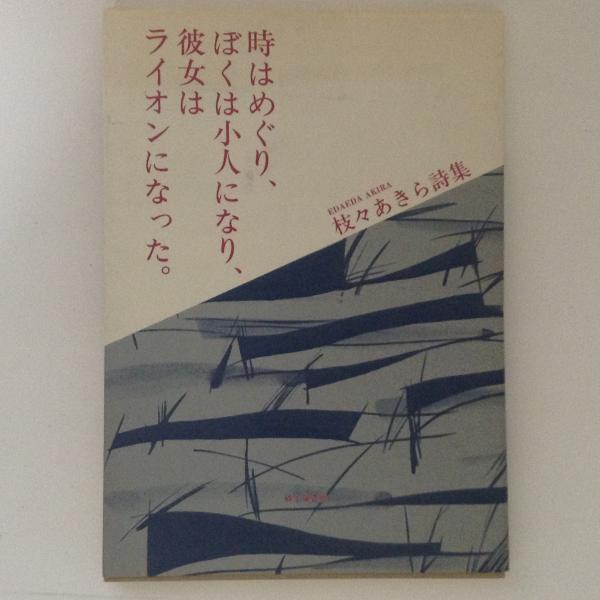 時はめぐり、
ぼくは小人になり、
彼女は
ライオンになった。
EDAEDA AKIRA
枝々あきら詩集